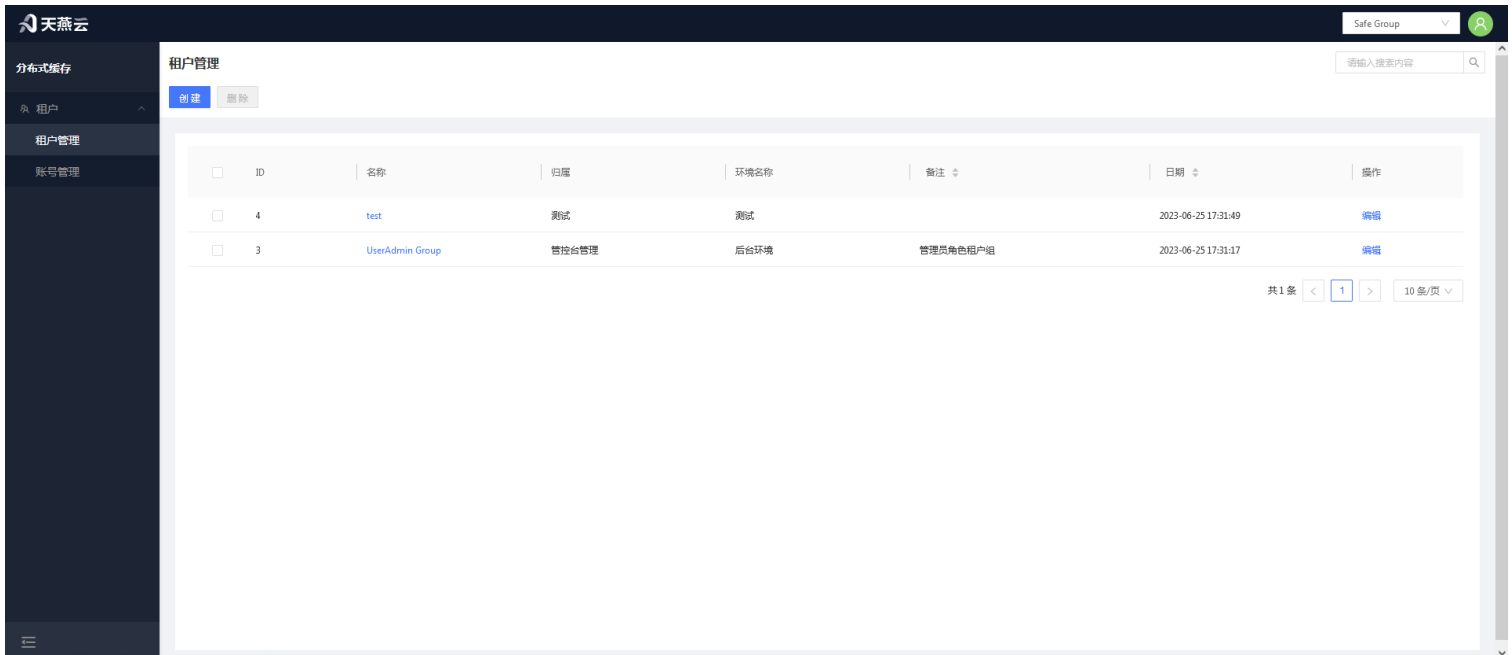 天燕云
Safe Group
分布式缓存
租户
租户管理
账号管理
租户管理
请输入搜索内容
创建 删除
ID 名称 归属 环境名称 备注 日期 操作
4 test 测试 测试 2023-06-25 17:31:49 编辑
3 UserAdmin Group 管控台管理 后台环境 管理员角色租户组 2023-06-25 17:31:17 编辑
共 1 条 < 1 > 10 条/页